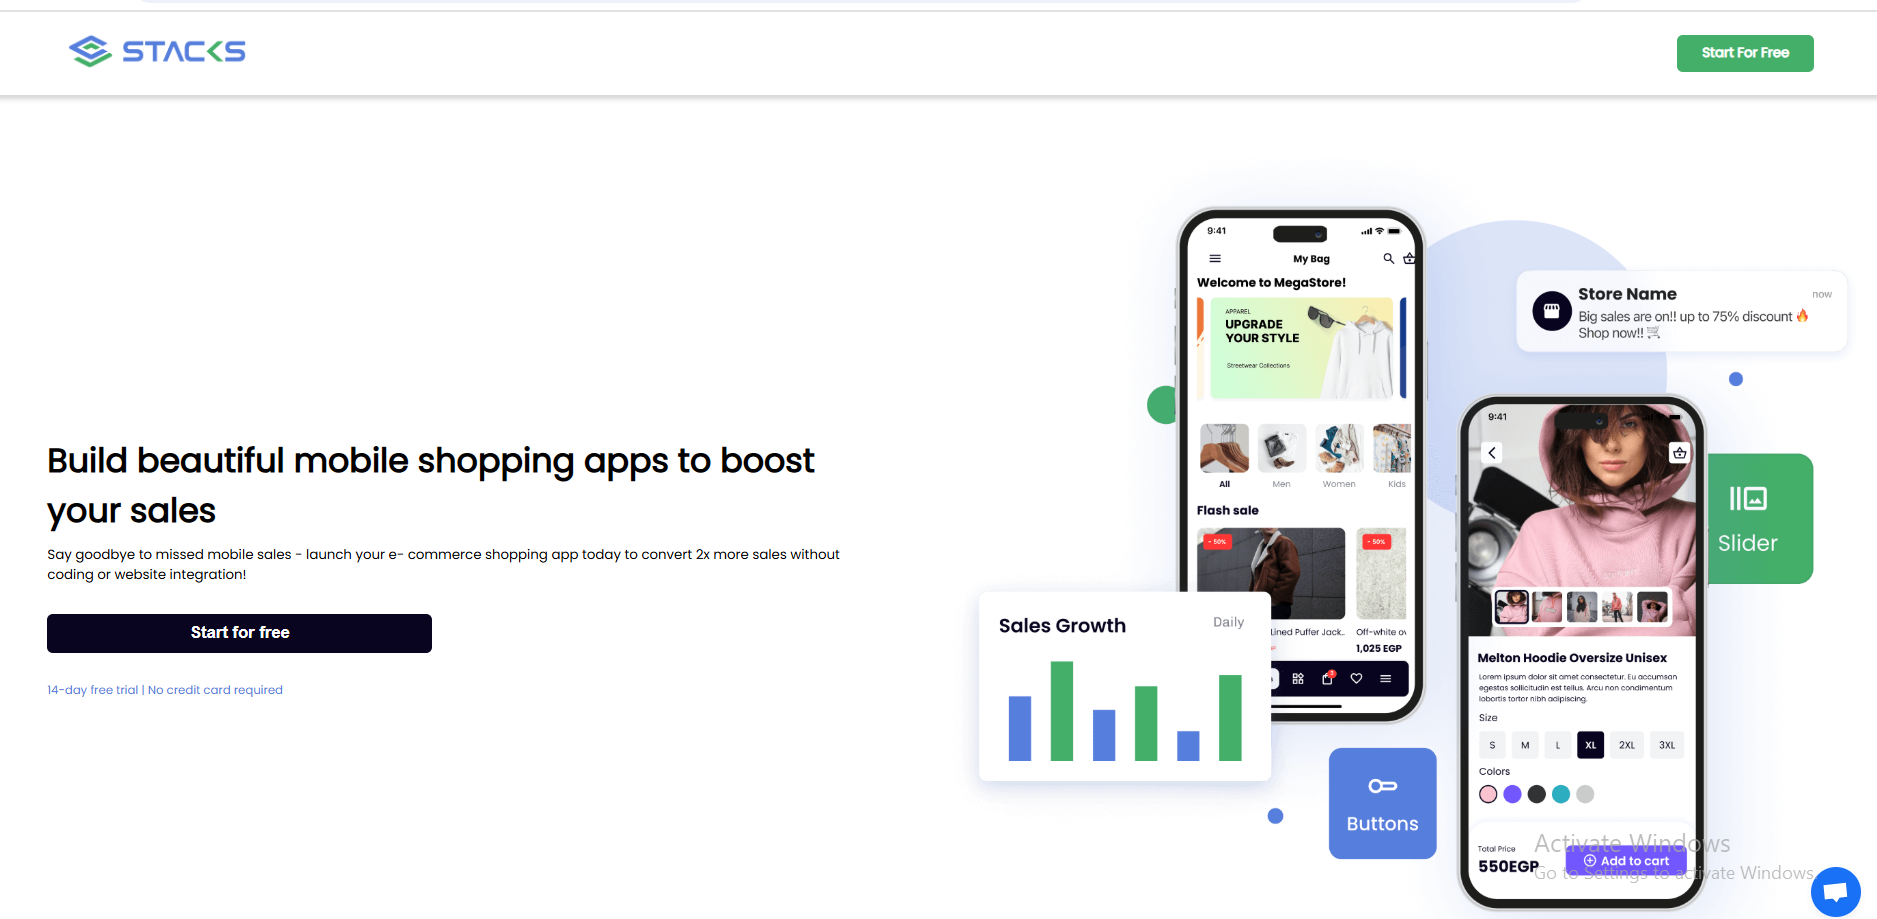 STACKS
Start For Free
Build beautiful mobile shopping apps to boost
your sales
Say goodbye to missed mobile sales - launch your e- commerce shopping app today to convert 2x more sales without
coding or website integration!
Start for free
14-day free trial | No credit card required
9:41
My Bag
Welcome to MegaStore!
APPAREL
UPGRADE
YOUR STYLE
Streetwear Collections
All Men Women Kids
Flash sale
- 50% - 50%
Lined Puffer Jack.. Off-white ov
1,025 EGP
3
Sales Growth Daily
Store Name now
Big sales are on!! up to 75% discount 🔥
Shop now!! 🛒
9:41
Slider
Melton Hoodie Oversize Unisex
Lorem ipsum dolor sit amet consectetur. Eu accumsan
egestas sollicitudin est tellus. Arcu non condimentum
lobortis tortor nibh adipiscing.
Size
S M L XL 2XL 3XL
Colors
Total Price
550EGP
Add to cart
Buttons
Activate Windows
Go to Settings to activate Windows.